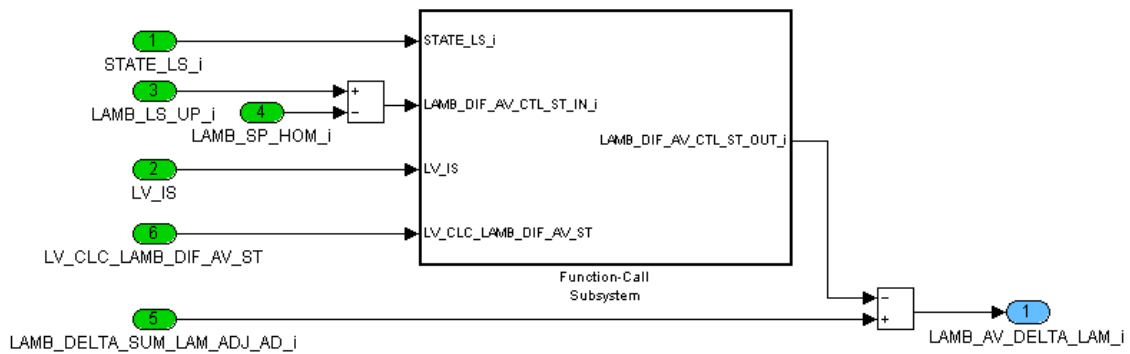 1
STATE_LS_i
STATE_LS_i
3
+
LAMB_LS_UP_i
4
−
LAMB_SP_HOM_i
LAMB_DIF_AV_CTL_ST_IN_i
LAMB_DIF_AV_CTL_ST_OUT_i
2
LV_IS
LV_IS
6
LV_CLC_LAMB_DIF_AV_ST
LV_CLC_LAMB_DIF_AV_ST
Function-Call
Subsystem
−
5
+
LAMB_DELTA_SUM_LAM_ADJ_AD_i
1
LAMB_AV_DELTA_LAM_i